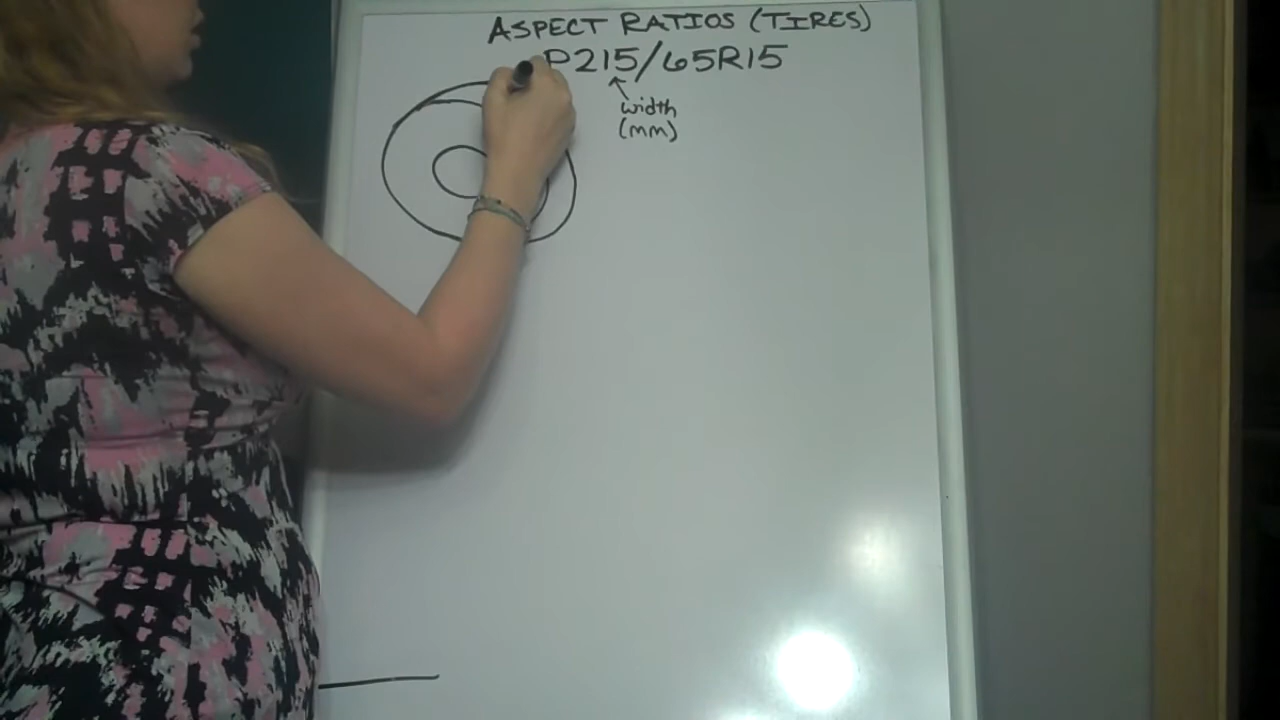 ASPECT RATIOS (TIRES)
P215/65R15
width
(mm)